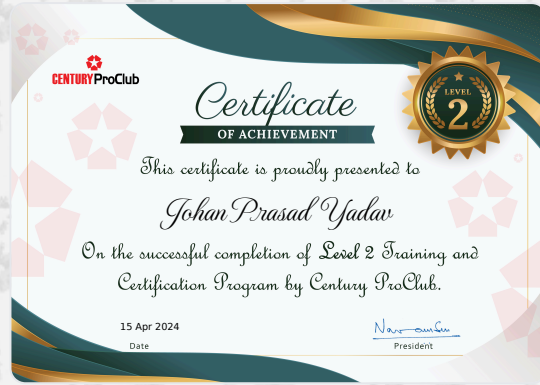 CENTURY ProClub
Certificate
OF ACHIEVEMENT
LEVEL
2
This certificate is proudly presented to
Johan Prasad Yadav
On the successful completion of Level 2 Training and
Certification Program by Century ProClub.
15 Apr 2024
Date
President